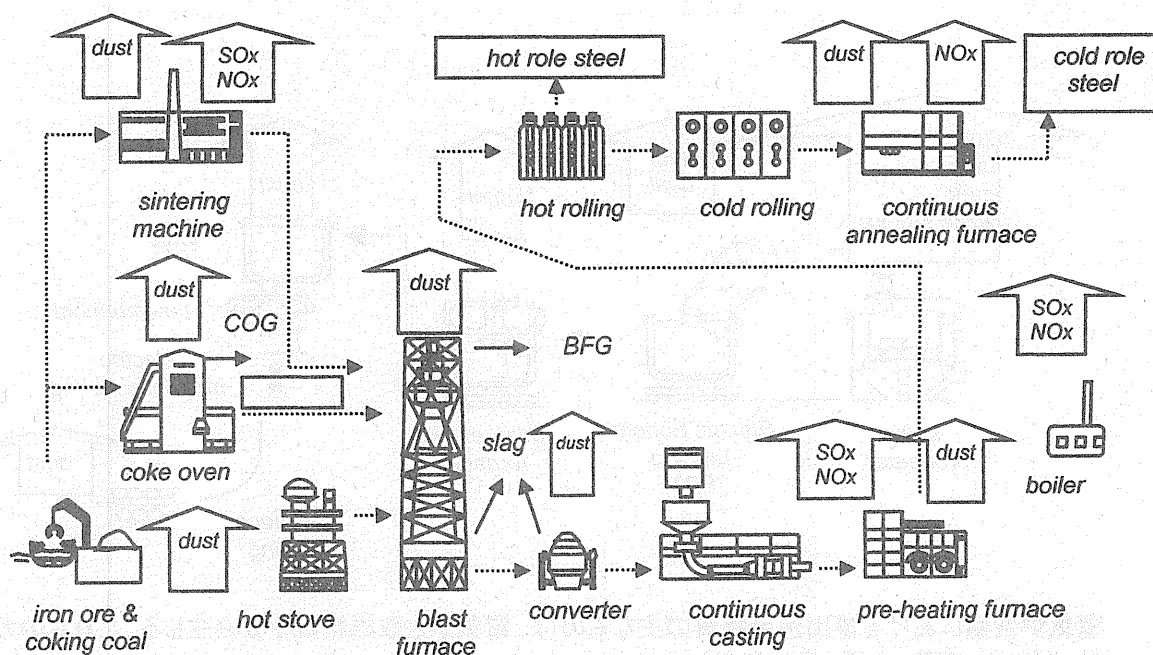 dust
SOx
NOx
hot role steel
dust
NOx
cold role
steel
sintering
machine
hot rolling
cold rolling
continuous
annealing furnace
dust
COG
dust
BFG
SOx
NOx
coke oven
slag
dust
SOx
NOx
dust
boiler
dust
iron ore &
coking coal
hot stove
blast
furnace
converter
continuous
casting
pre-heating furnace